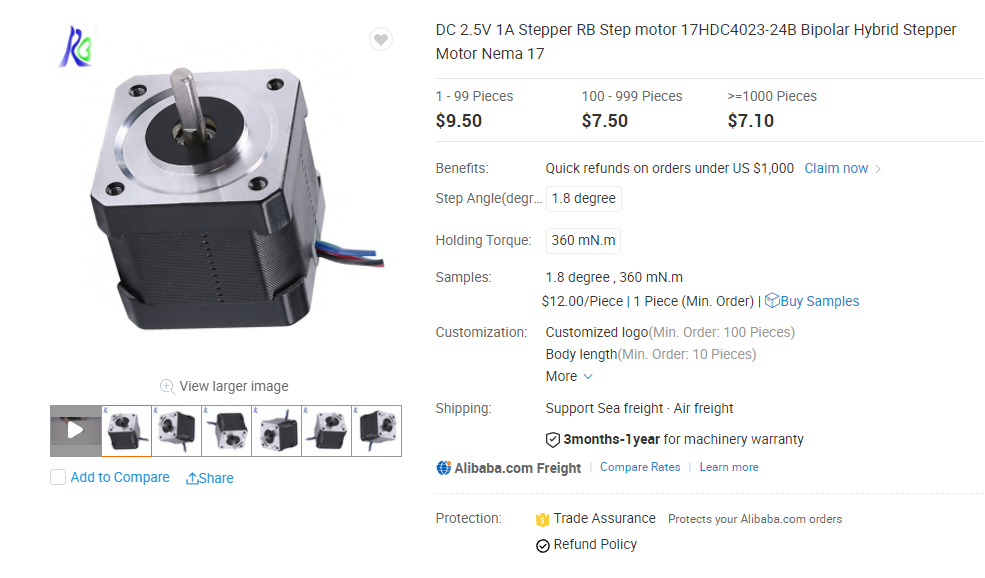 RB
DC 2.5V 1A Stepper RB Step motor 17HDC4023-24B Bipolar Hybrid Stepper
Motor Nema 17
1 - 99 Pieces 100 - 999 Pieces >=1000 Pieces
$9.50 $7.50 $7.10
Benefits: Quick refunds on orders under US $1,000 Claim now >
Step Angle(degr... 1.8 degree
Holding Torque: 360 mN.m
Samples: 1.8 degree , 360 mN.m
$12.00/Piece | 1 Piece (Min. Order) | Buy Samples
Customization: Customized logo(Min. Order: 100 Pieces)
Body length(Min. Order: 10 Pieces)
More
Shipping: Support Sea freight · Air freight
3months-1year for machinery warranty
Alibaba.com Freight | Compare Rates | Learn more
Protection: Trade Assurance Protects your Alibaba.com orders
Refund Policy
View larger image
Add to Compare Share